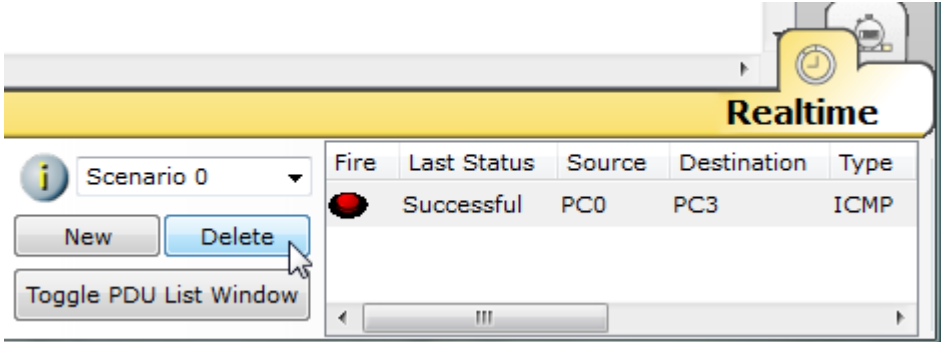 Realtime
Scenario 0
New Delete
Toggle PDU List Window
Fire Last Status Source Destination Type
Successful PC0 PC3 ICMP